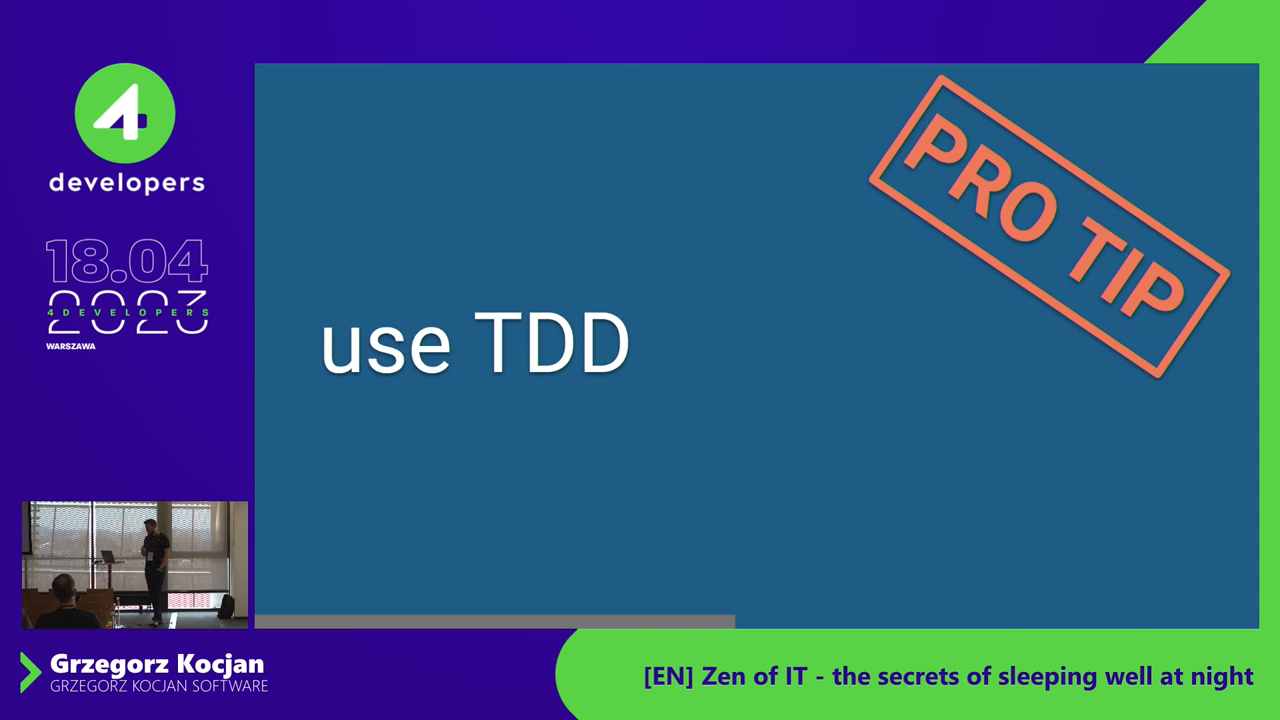 4
developers
18.04
2023
4DEVELOPERS
WARSZAWA
PRO TIP
use TDD
Grzegorz Kocjan
GRZEGORZ KOCJAN SOFTWARE
[EN] Zen of IT - the secrets of sleeping well at night